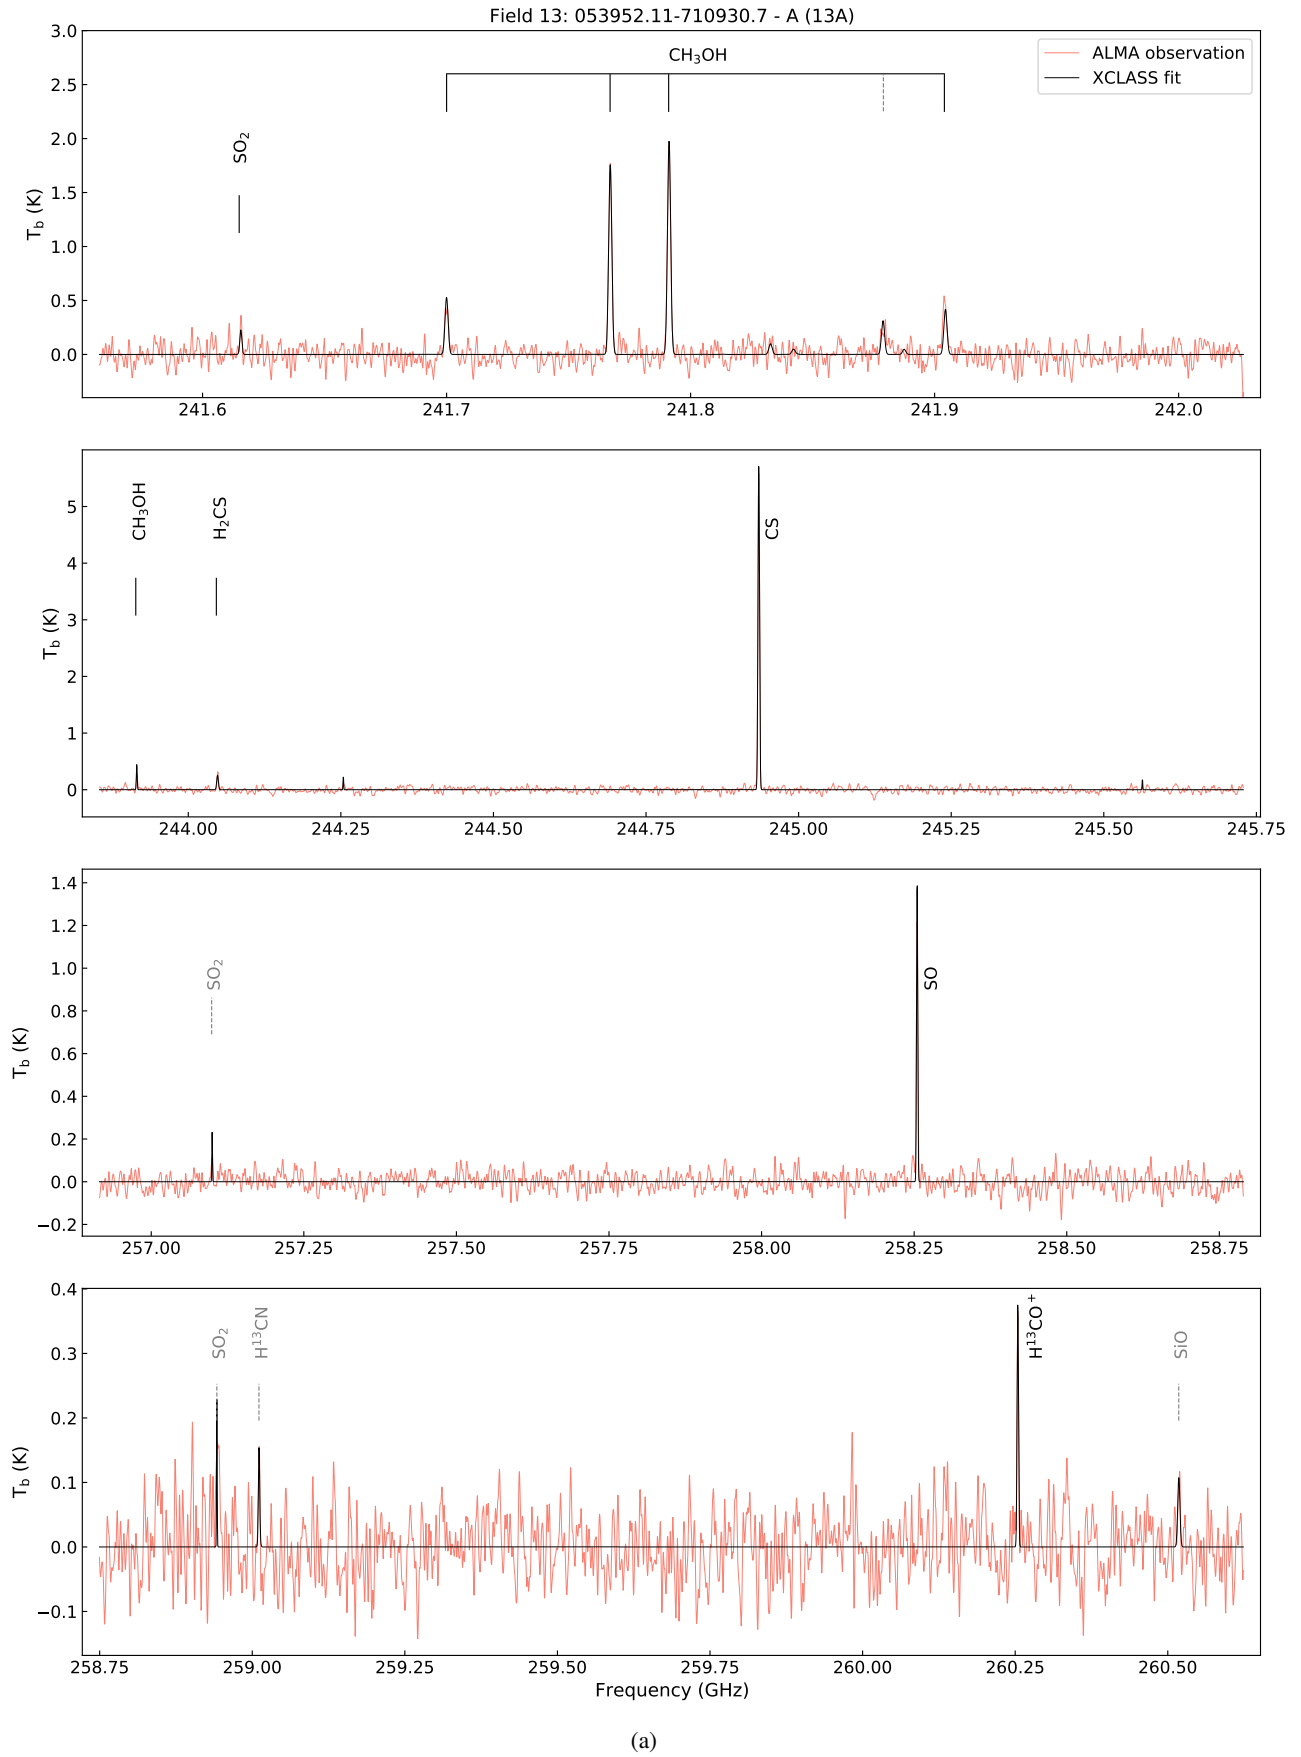 Field 13: 053952.11-710930.7 - A (13A)
3.0
2.5
2.0
1.5
1.0
0.5
0.0
T_b (K)
SO₂
CH₃OH
ALMA observation
XCLASS fit
241.6 241.7 241.8 241.9 242.0
5
4
3
2
1
0
T_b (K)
CH₃OH
H₂CS
CS
244.00 244.25 244.50 244.75 245.00 245.25 245.50 245.75
1.4
1.2
1.0
0.8
0.6
0.4
0.2
0.0
−0.2
T_b (K)
SO₂
SO
257.00 257.25 257.50 257.75 258.00 258.25 258.50 258.75
0.4
0.3
0.2
0.1
0.0
−0.1
T_b (K)
SO₂
H¹³CN
H¹³CO⁺
SiO
258.75 259.00 259.25 259.50 259.75 260.00 260.25 260.50
Frequency (GHz)
(a)